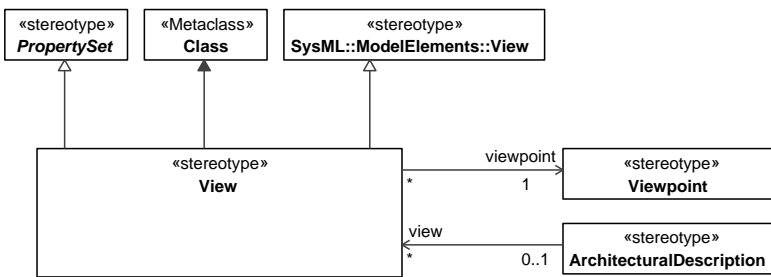 «stereotype»
PropertySet
«Metaclass»
Class
«stereotype»
SysML::ModelElements::View
«stereotype»
View
viewpoint
*
1
«stereotype»
Viewpoint
view
*
0..1
«stereotype»
ArchitecturalDescription